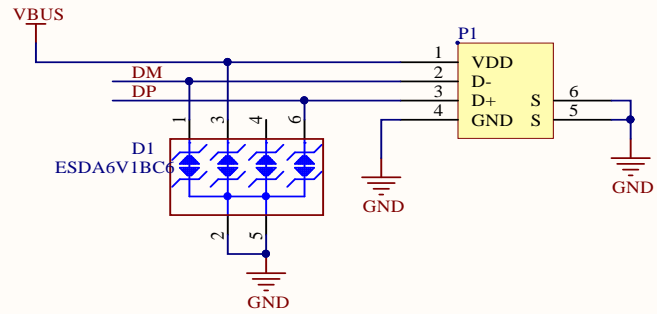 VBUS
P1
1 VDD
DM 2 D-
DP 3 D+ S 6
4 GND S 5
1 3 4 6
D1
ESDA6V1BC6
GND
GND
2 5
GND